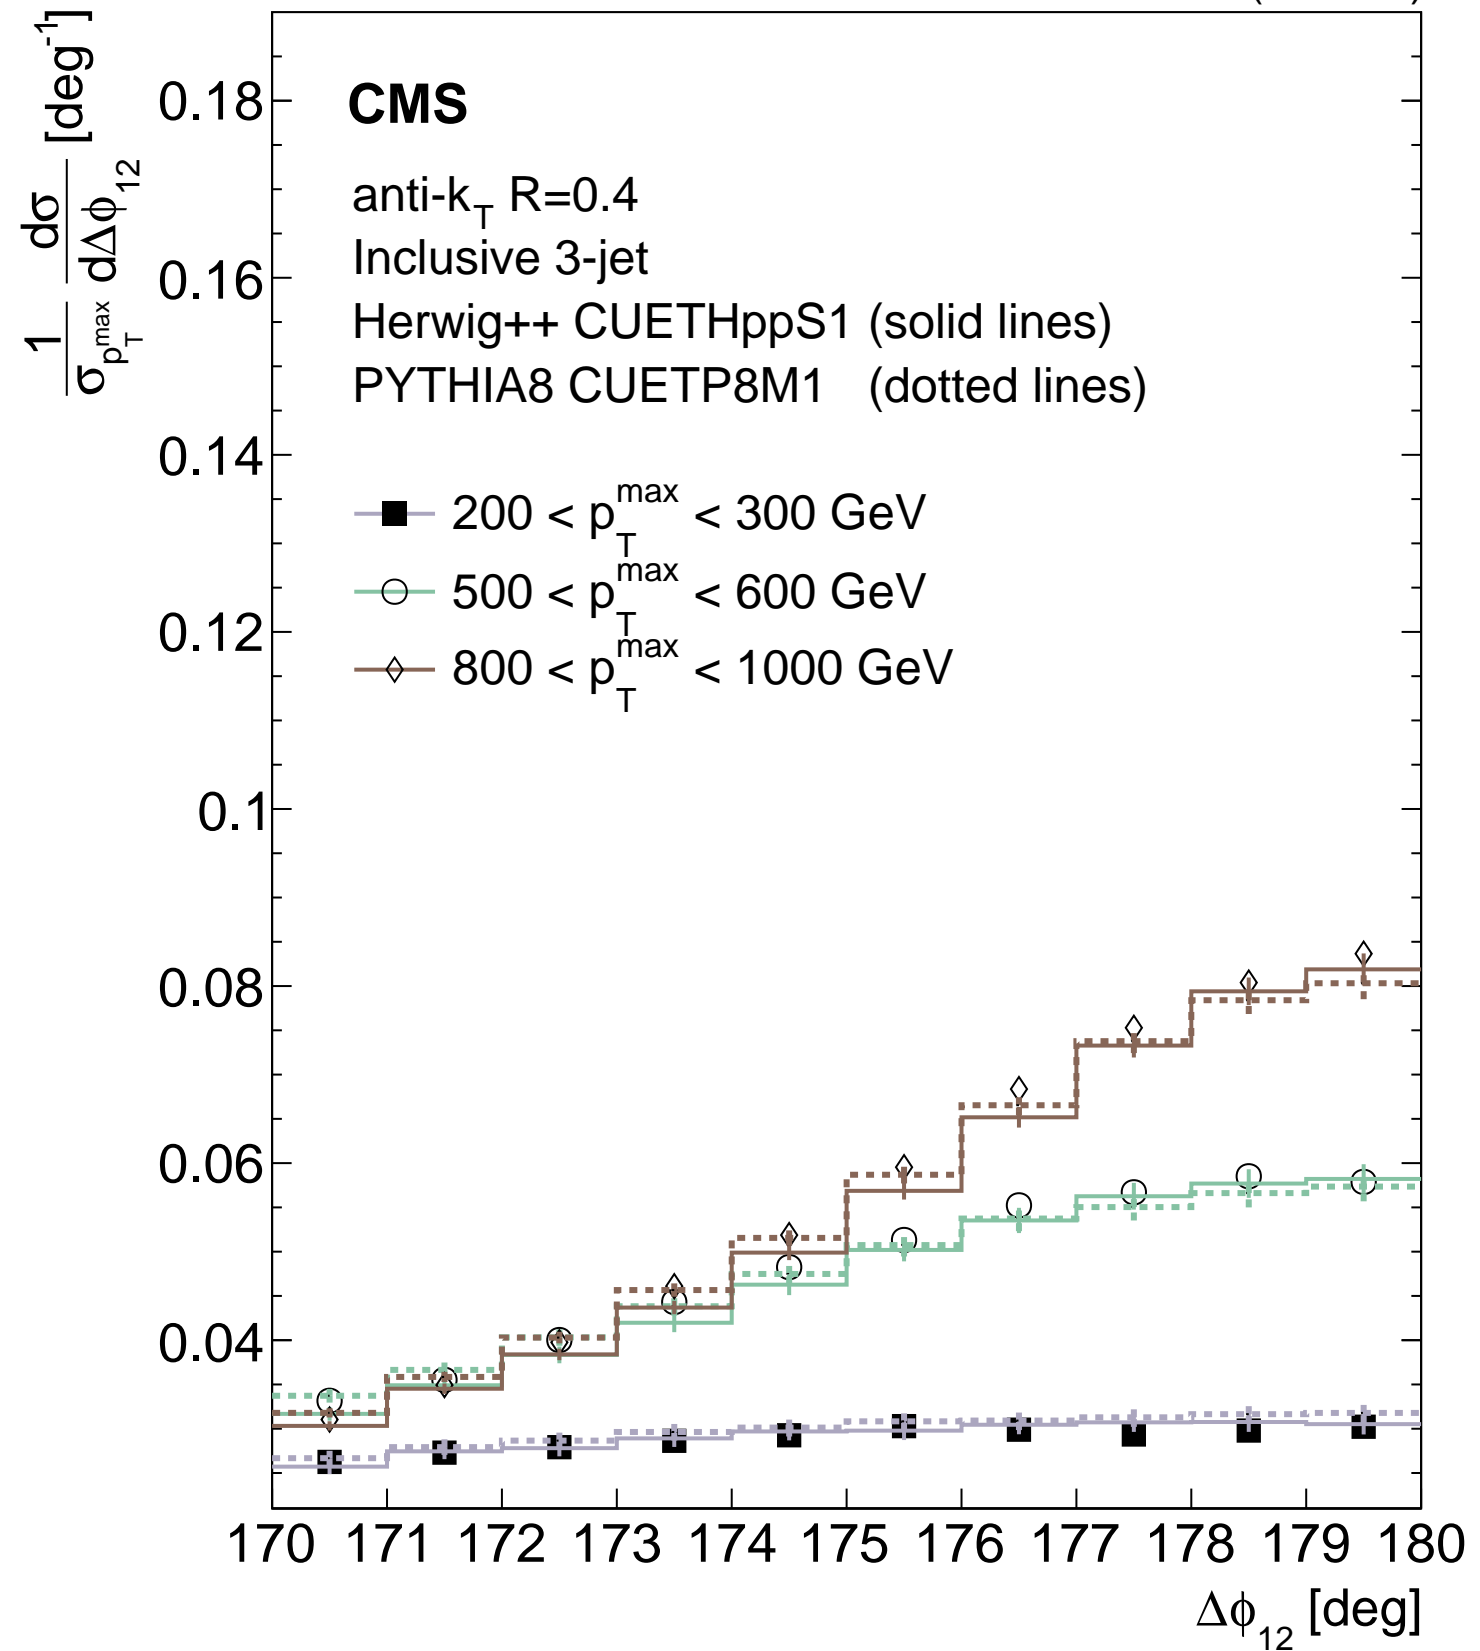 CMS
anti-k_T R=0.4
Inclusive 3-jet
Herwig++ CUETHppS1 (solid lines)
PYTHIA8 CUETP8M1 (dotted lines)
200 < p_T^max < 300 GeV
500 < p_T^max < 600 GeV
800 < p_T^max < 1000 GeV
1/σ_{p_T^max} dσ/dΔϕ_12 [deg^-1]
0.18
0.16
0.14
0.12
0.1
0.08
0.06
0.04
170 171 172 173 174 175 176 177 178 179 180
Δϕ_12 [deg]